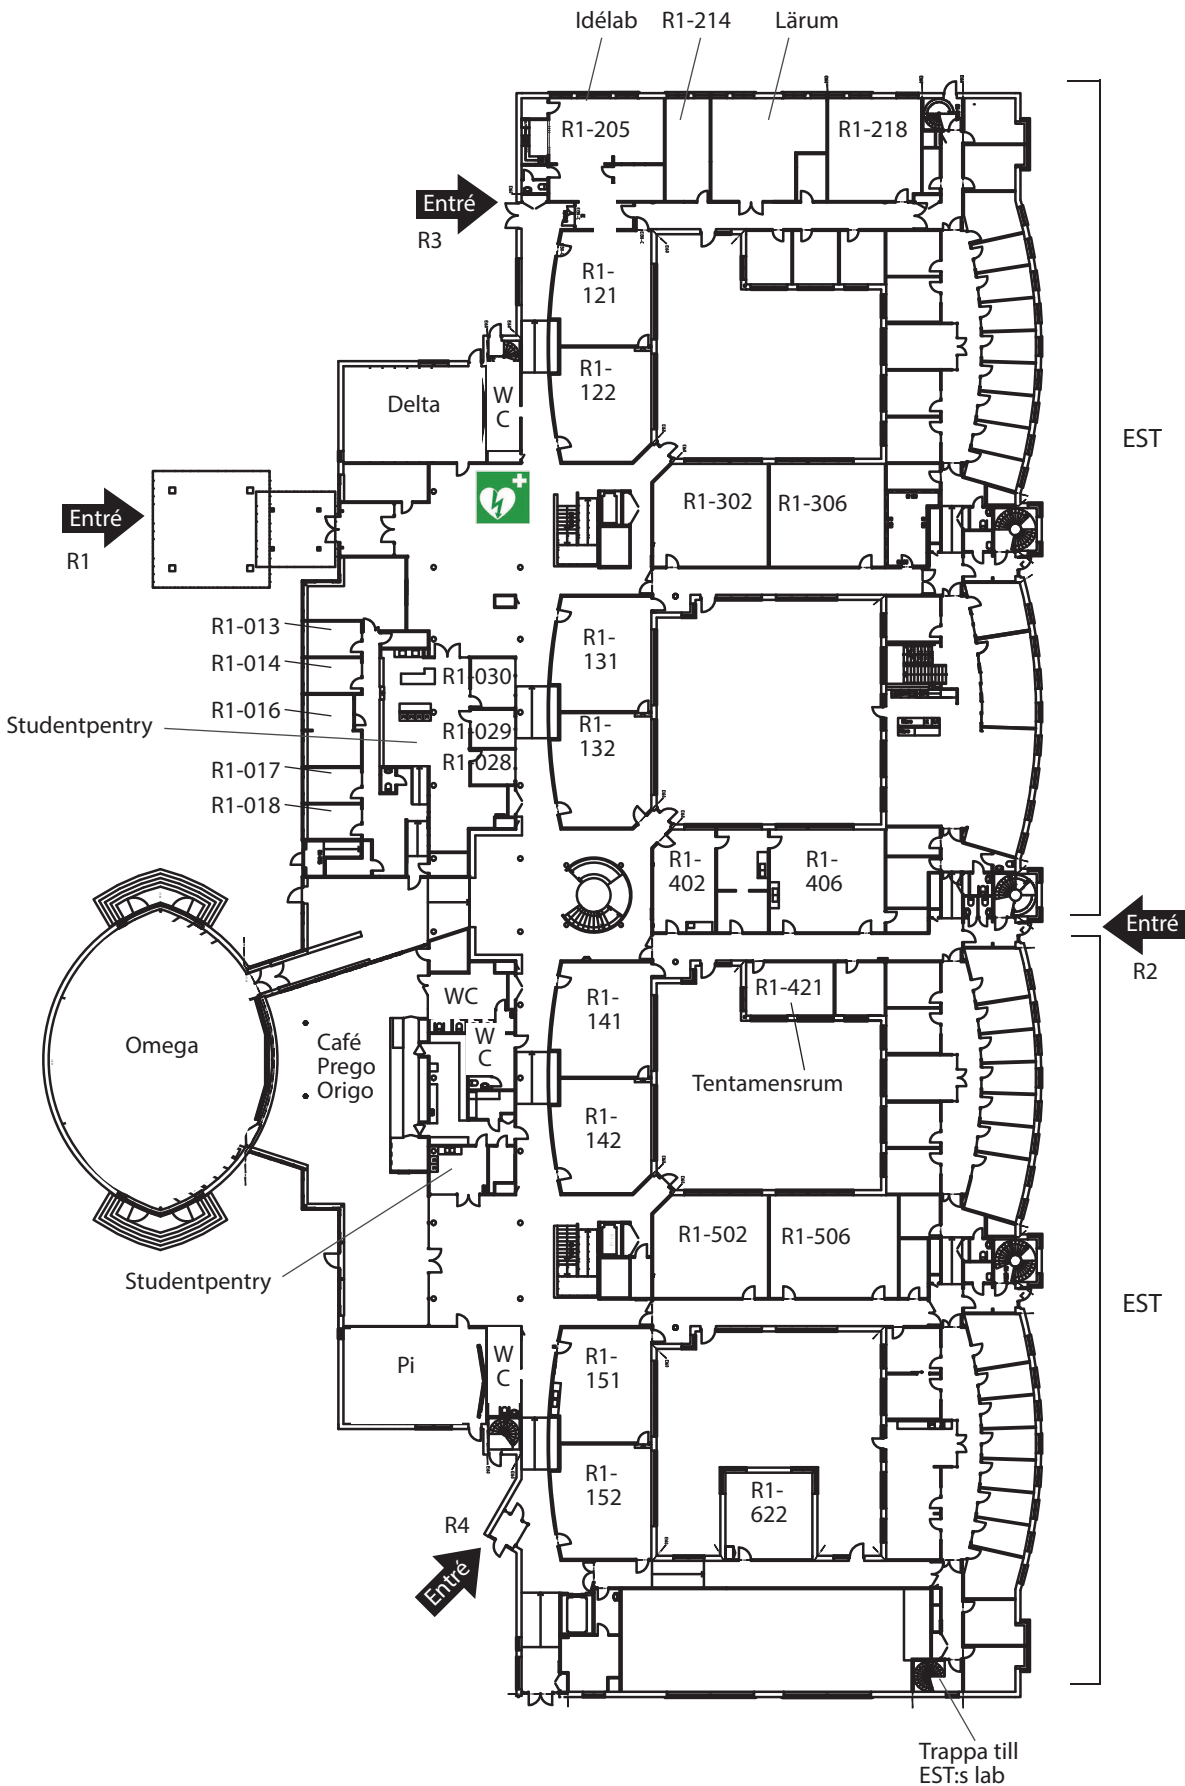 Idélab
R1-214
Lärum
R1-205
R1-218
Entré
R3
R1-
121
R1-
122
Delta
W
C
EST
Entré
R1
R1-302
R1-306
R1-013
R1-014
R1-016
Studentpentry
R1-017
R1-018
R1-030
R1-029
R1-028
R1-
131
R1-
132
R1-
402
R1-
406
Entré
R2
WC
W
C
R1-
141
R1-421
Omega
Café
Prego
Origo
Tentamensrum
R1-
142
R1-502
R1-506
Studentpentry
EST
Pi
W
C
R1-
151
R1-
152
R1-
622
R4
Entré
Trappa till
EST:s lab